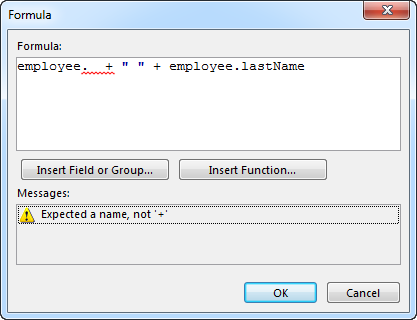 Formula
Formula:
employee.  + " " + employee.lastName
Insert Field or Group...
Insert Function...
Messages:
Expected a name, not '+'
OK
Cancel